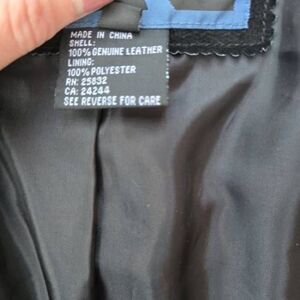 MADE IN CHINA
SHELL:
100% GENUINE LEATHER
LINING:
100% POLYESTER
RN: 25832
CA: 24244
SEE REVERSE FOR CARE